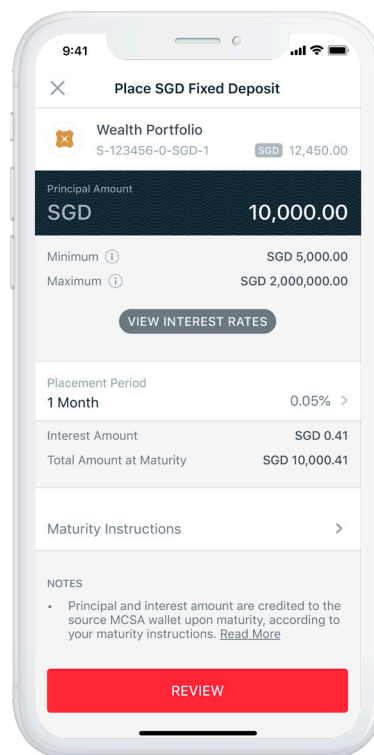 9:41
Place SGD Fixed Deposit
Wealth Portfolio
S-123456-0-SGD-1 SGD 12,450.00
Principal Amount
SGD 10,000.00
Minimum SGD 5,000.00
Maximum SGD 2,000,000.00
VIEW INTEREST RATES
Placement Period
1 Month 0.05% >
Interest Amount SGD 0.41
Total Amount at Maturity SGD 10,000.41
Maturity Instructions >
NOTES
• Principal and interest amount are credited to the
source MCSA wallet upon maturity, according to
your maturity instructions. Read More
REVIEW